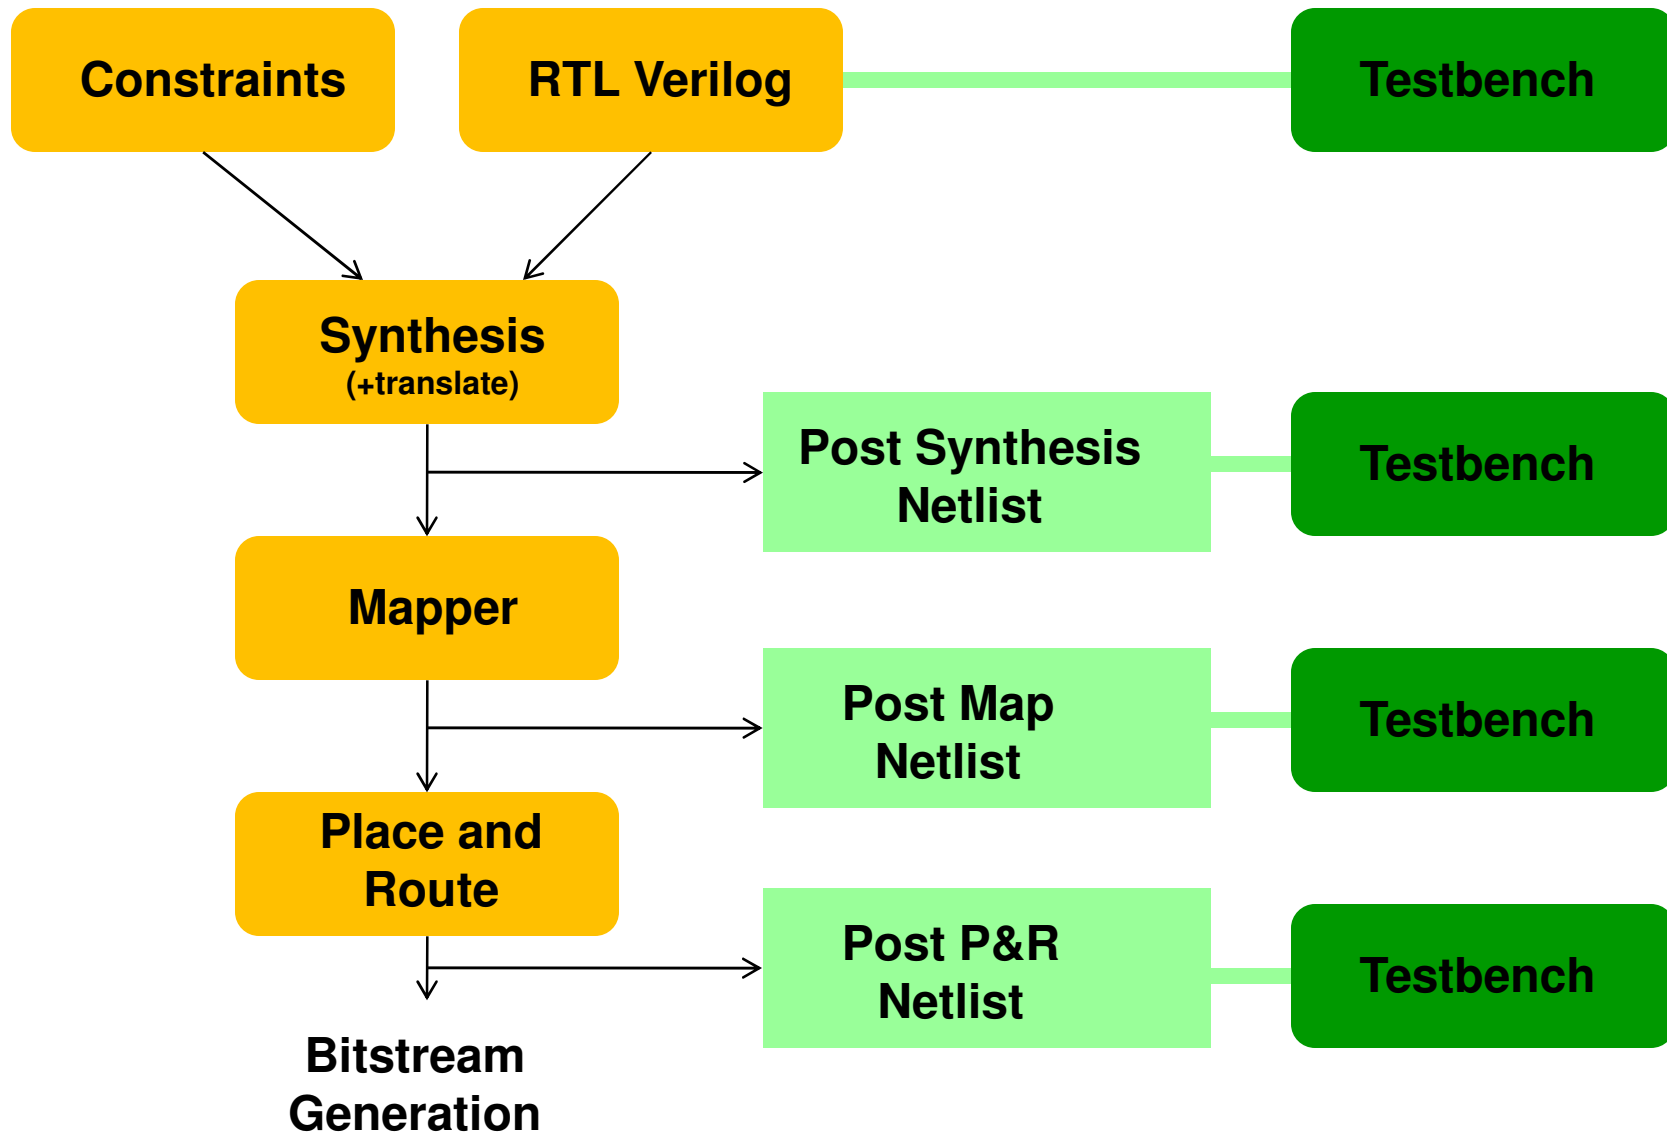 Constraints
RTL Verilog
Testbench
Synthesis
(+translate)
Post Synthesis
Netlist
Testbench
Mapper
Post Map
Netlist
Testbench
Place and
Route
Post P&R
Netlist
Testbench
Bitstream
Generation